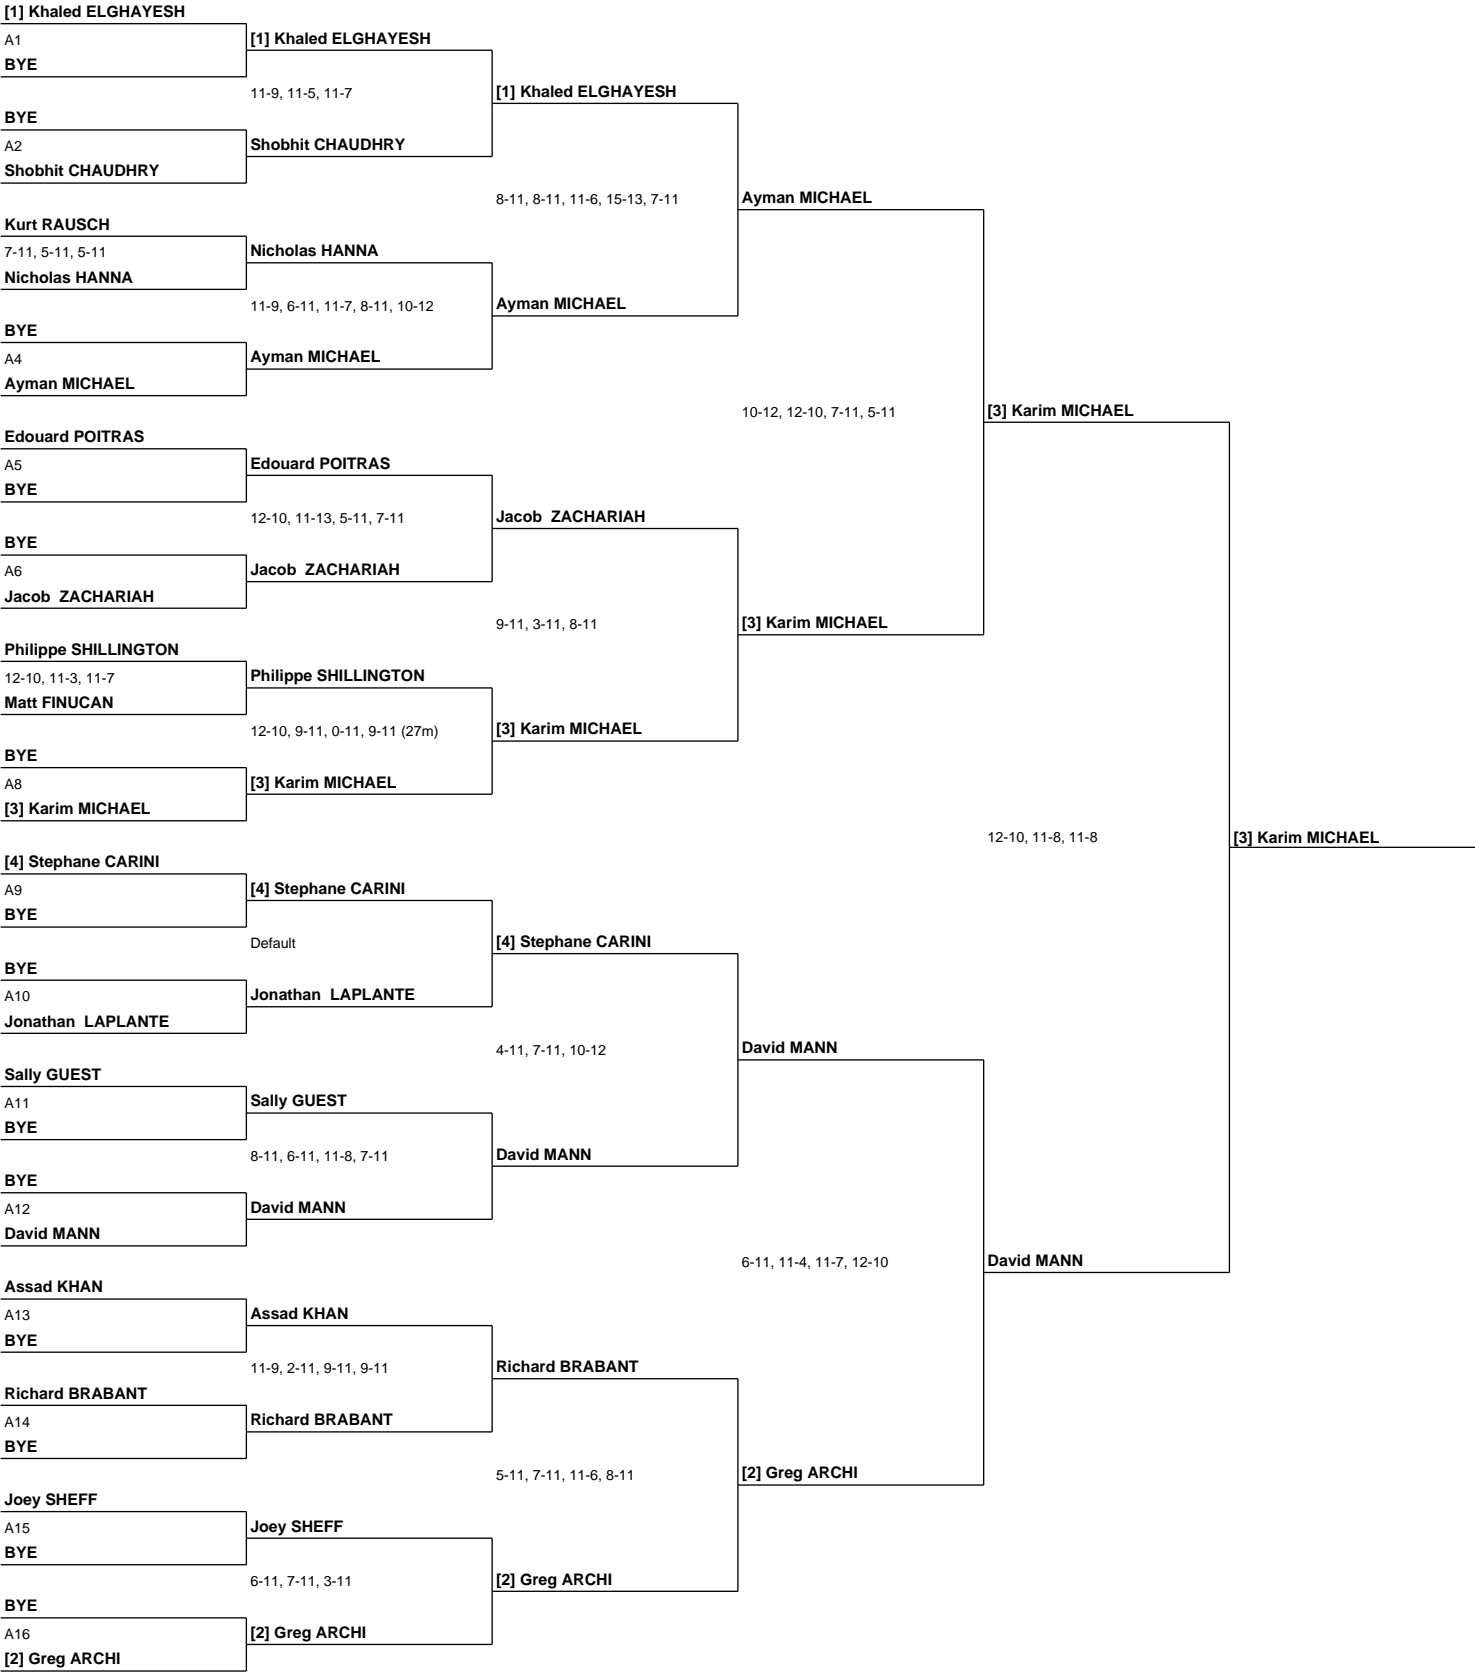 [1] Khaled ELGHAYESH
A1
[1] Khaled ELGHAYESH
BYE
11-9, 11-5, 11-7
[1] Khaled ELGHAYESH
BYE
A2
Shobhit CHAUDHRY
Shobhit CHAUDHRY
8-11, 8-11, 11-6, 15-13, 7-11
Ayman MICHAEL
Kurt RAUSCH
7-11, 5-11, 5-11
Nicholas HANNA
Nicholas HANNA
11-9, 6-11, 11-7, 8-11, 10-12
Ayman MICHAEL
BYE
A4
Ayman MICHAEL
Ayman MICHAEL
10-12, 12-10, 7-11, 5-11
[3] Karim MICHAEL
Edouard POITRAS
A5
Edouard POITRAS
BYE
12-10, 11-13, 5-11, 7-11
Jacob ZACHARIAH
BYE
A6
Jacob ZACHARIAH
Jacob ZACHARIAH
9-11, 3-11, 8-11
[3] Karim MICHAEL
Philippe SHILLINGTON
12-10, 11-3, 11-7
Philippe SHILLINGTON
Matt FINUCAN
12-10, 9-11, 0-11, 9-11 (27m)
[3] Karim MICHAEL
BYE
A8
[3] Karim MICHAEL
[3] Karim MICHAEL
12-10, 11-8, 11-8
[3] Karim MICHAEL
[4] Stephane CARINI
A9
[4] Stephane CARINI
BYE
Default
[4] Stephane CARINI
BYE
A10
Jonathan LAPLANTE
Jonathan LAPLANTE
4-11, 7-11, 10-12
David MANN
Sally GUEST
A11
Sally GUEST
BYE
8-11, 6-11, 11-8, 7-11
David MANN
BYE
A12
David MANN
David MANN
6-11, 11-4, 11-7, 12-10
David MANN
Assad KHAN
A13
Assad KHAN
BYE
11-9, 2-11, 9-11, 9-11
Richard BRABANT
Richard BRABANT
A14
Richard BRABANT
BYE
5-11, 7-11, 11-6, 8-11
[2] Greg ARCHI
Joey SHEFF
A15
Joey SHEFF
BYE
6-11, 7-11, 3-11
[2] Greg ARCHI
BYE
A16
[2] Greg ARCHI
[2] Greg ARCHI